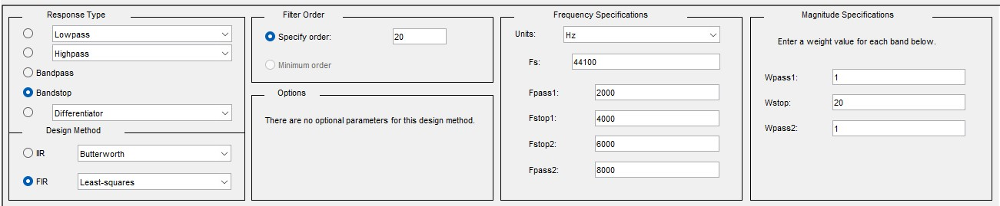 Response Type
Lowpass
Highpass
Bandpass
Bandstop
Differentiator
Design Method
IIR
Butterworth
FIR
Least-squares
Filter Order
Specify order:
20
Minimum order
Options
There are no optional parameters for this design method.
Frequency Specifications
Units:
Hz
Fs:
44100
Fpass1:
2000
Fstop1:
4000
Fstop2:
6000
Fpass2:
8000
Magnitude Specifications
Enter a weight value for each band below.
Wpass1:
1
Wstop:
20
Wpass2:
1